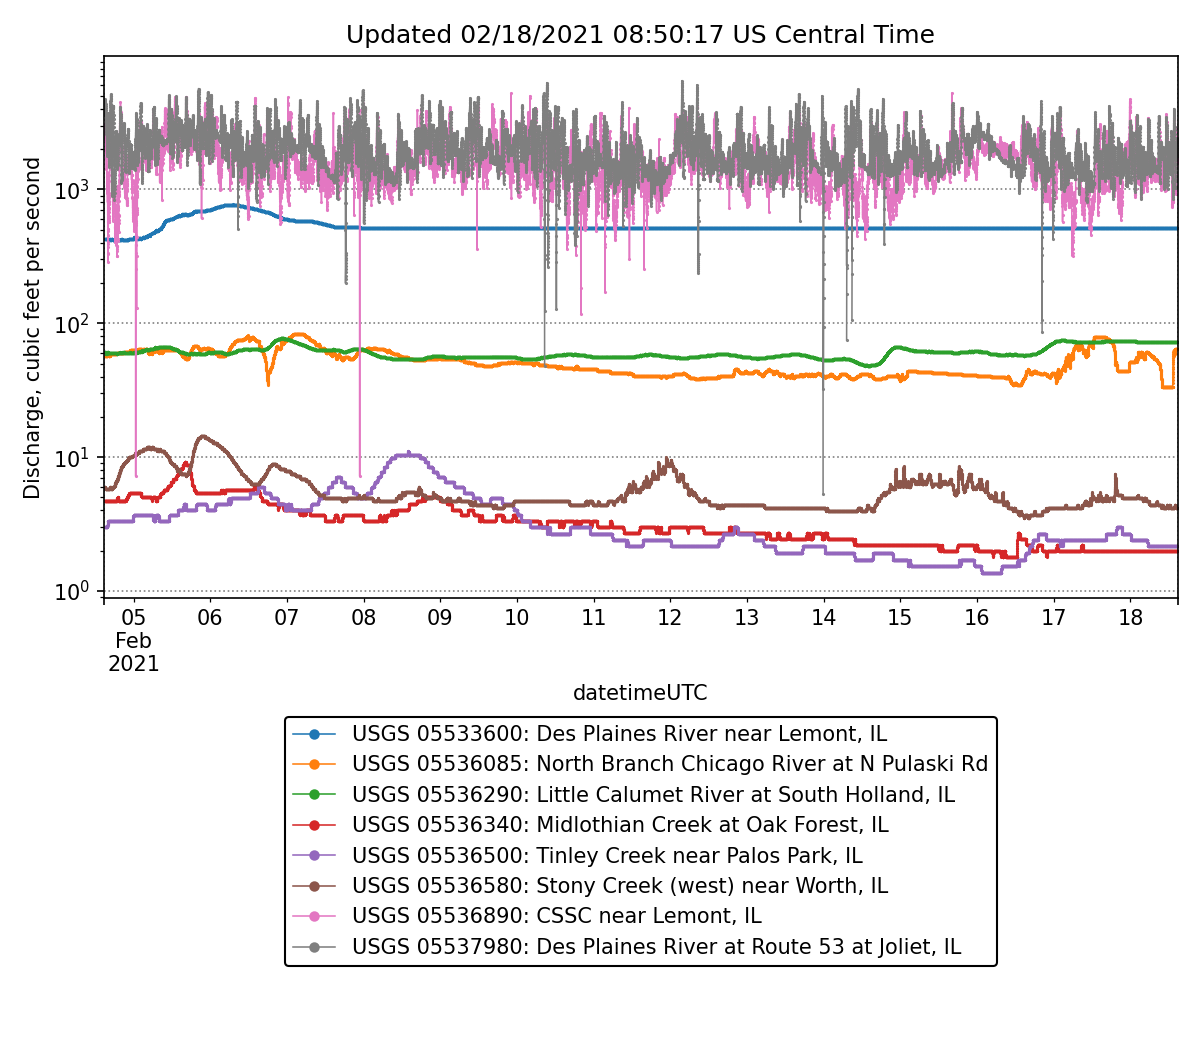 Updated 02/18/2021 08:50:17 US Central Time
Discharge, cubic feet per second
10³
10²
10¹
10⁰
05 06 07 08 09 10 11 12 13 14 15 16 17 18
Feb
2021
datetimeUTC
USGS 05533600: Des Plaines River near Lemont, IL
USGS 05536085: North Branch Chicago River at N Pulaski Rd
USGS 05536290: Little Calumet River at South Holland, IL
USGS 05536340: Midlothian Creek at Oak Forest, IL
USGS 05536500: Tinley Creek near Palos Park, IL
USGS 05536580: Stony Creek (west) near Worth, IL
USGS 05536890: CSSC near Lemont, IL
USGS 05537980: Des Plaines River at Route 53 at Joliet, IL